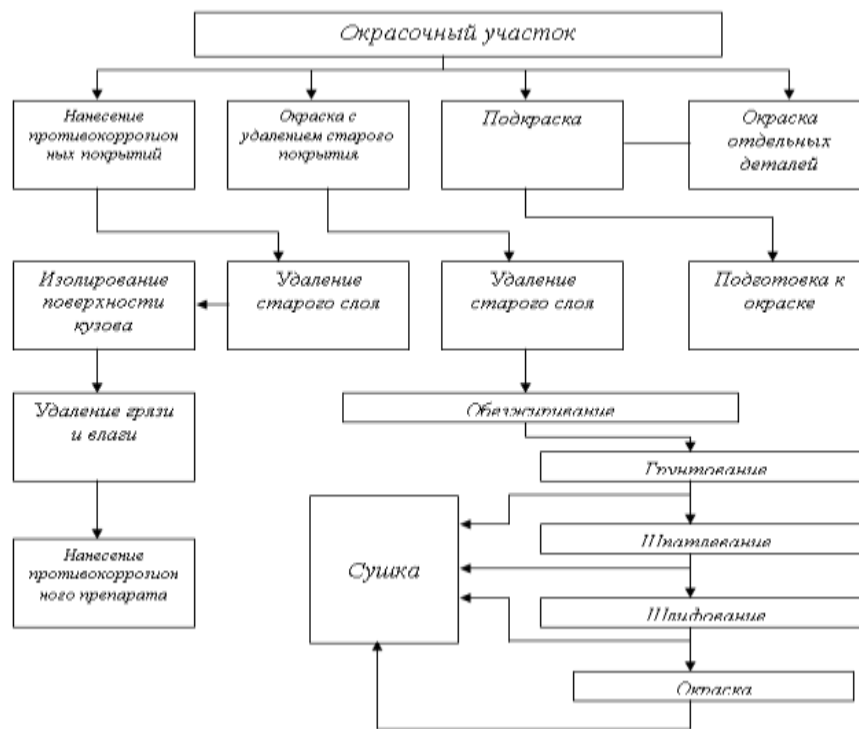 Окрасочный участок
Нанесение
противокоррозион
ных покрытий
Окраска с
удалением старого
покрытия
Подкраска
Окраска
отдельных
деталей
Изолирование
поверхности
кузова
Удаление
старого слоя
Удаление
старого слоя
Подготовка к
окраске
Удаление грязи
и влаги
Обезжиривание
Грунтование
Нанесение
противокоррозион
ного препарата
Сушка
Шпатлевание
Шлифование
Окраска